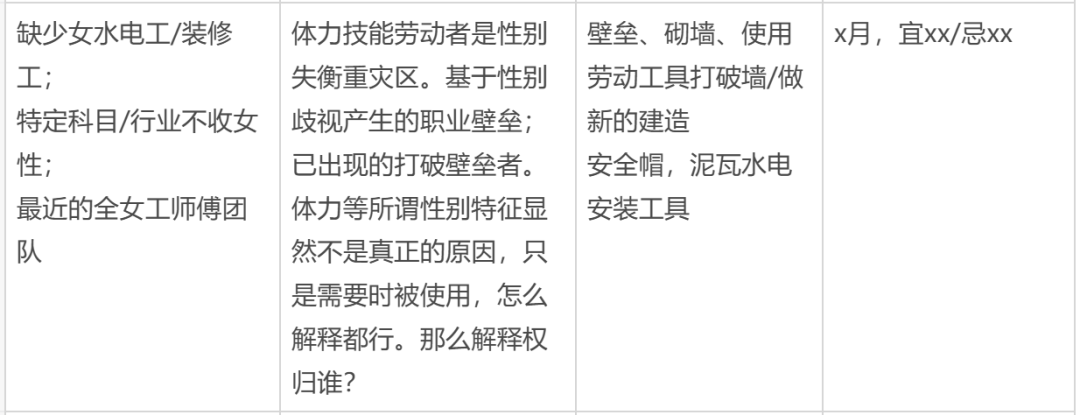 缺少女水电工/装修
工；
特定科目/行业不收女
性；
最近的全女工师傅团
队
体力技能劳动者是性别
失衡重灾区。基于性别
歧视产生的职业壁垒；
已出现的打破壁垒者。
体力等所谓性别特征显
然不是真正的原因，只
是需要时被使用，怎么
解释都行。那么解释权
归谁？
壁垒、砌墙、使用
劳动工具打破墙/做
新的建造
安全帽，泥瓦水电
安装工具
x月，宜xx/忌xx